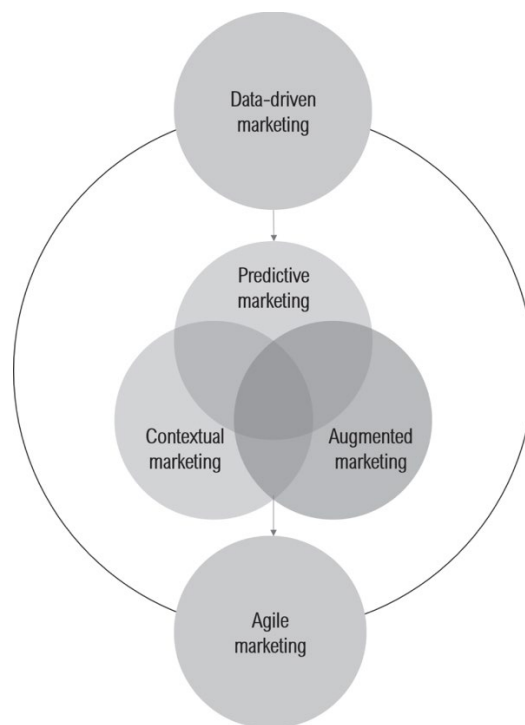 Data-driven
marketing
Predictive
marketing
Contextual
marketing
Augmented
marketing
Agile
marketing